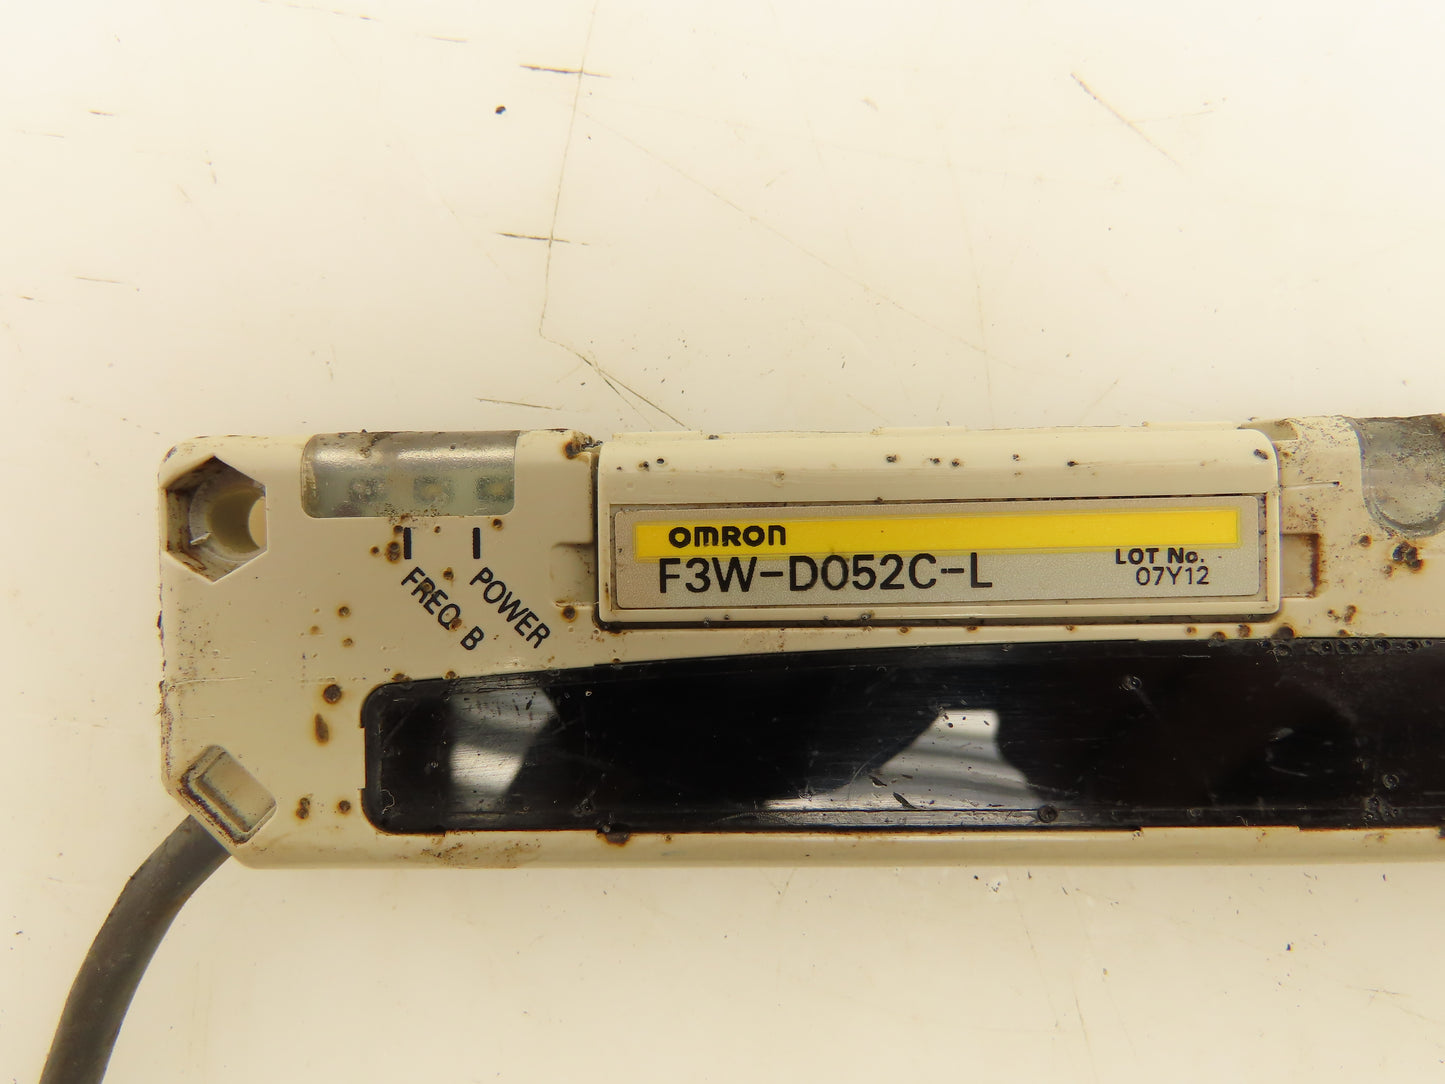 OMRON
F3W-D052C-L
LOT No.
07Y12
POWER
FREQ. B